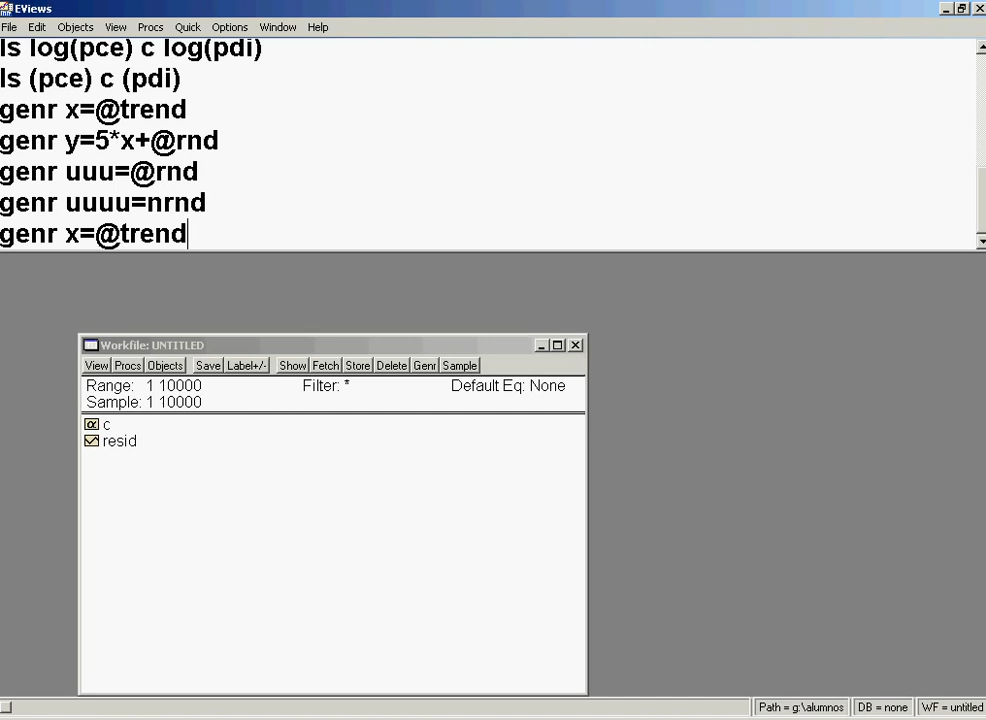 EViews
File Edit Objects View Procs Quick Options Window Help
ls log(pce) c log(pdi)
ls (pce) c (pdi)
genr x=@trend
genr y=5*x+@rnd
genr uuu=@rnd
genr uuuu=nrnd
genr x=@trend
Workfile: UNTITLED
View Procs Objects Save Label+/- Show Fetch Store Delete Genr Sample
Range: 1 10000 Filter: * Default Eq: None
Sample: 1 10000
α c
resid
Path = g:\alumnos DB = none WF = untitled